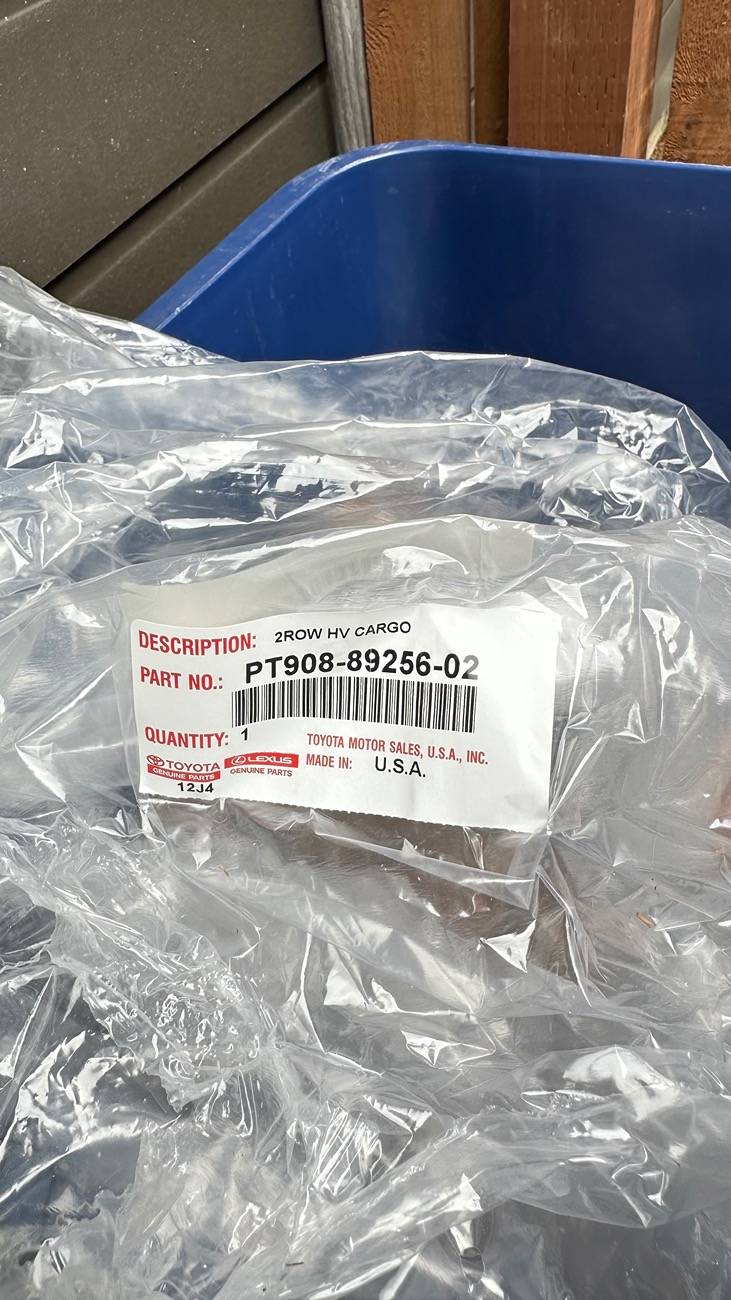 DESCRIPTION: 2ROW HV CARGO
PART NO.: PT908-89256-02
QUANTITY: 1
TOYOTA MOTOR SALES, U.S.A., INC.
MADE IN: U.S.A.
TOYOTA
GENUINE PARTS
LEXUS
GENUINE PARTS
12J4